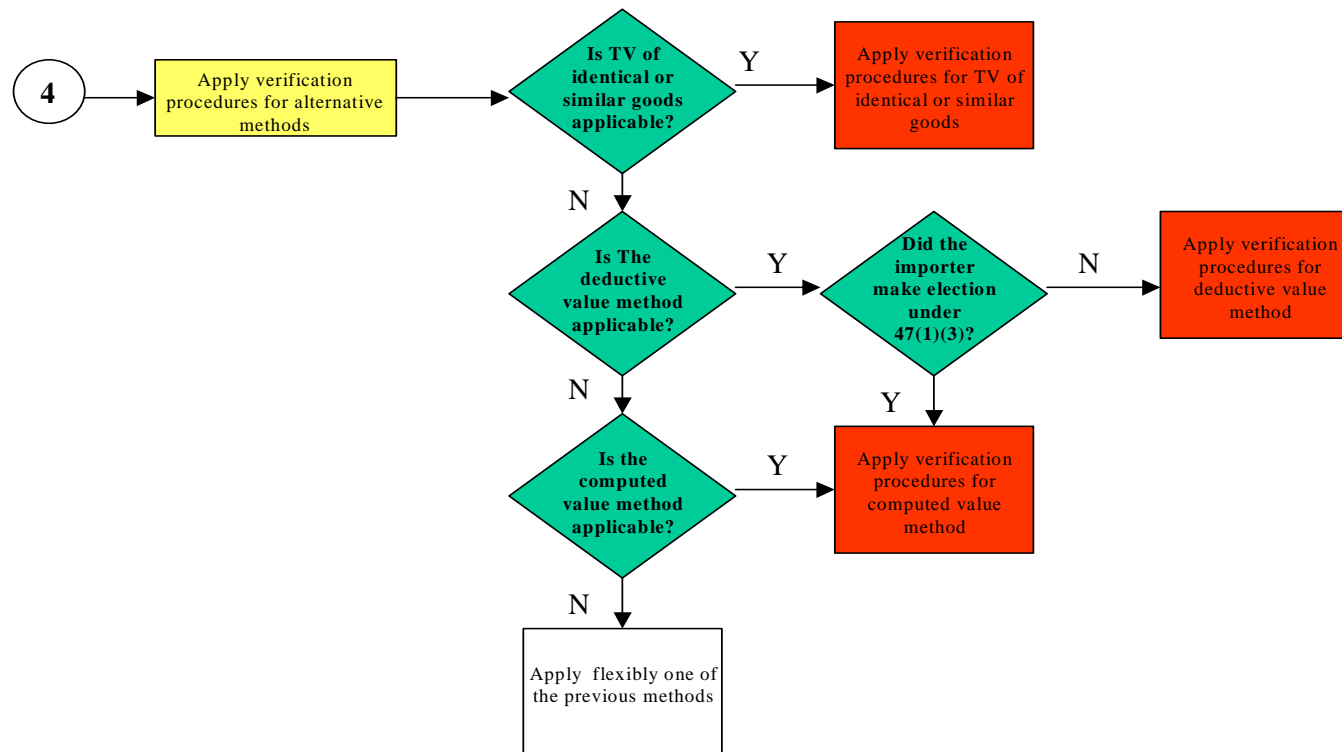 4
Apply verification
procedures for alternative
methods
Is TV of
identical or
similar goods
applicable?
Y
Apply verification
procedures for TV of
identical or similar
goods
N
Is The
deductive
value method
applicable?
Y
Did the
importer
make election
under
47(1)(3)?
N
Apply verification
procedures for
deductive value
method
N
Y
Is the
computed
value method
applicable?
Y
Apply verification
procedures for
computed value
method
N
Apply flexibly one of
the previous methods